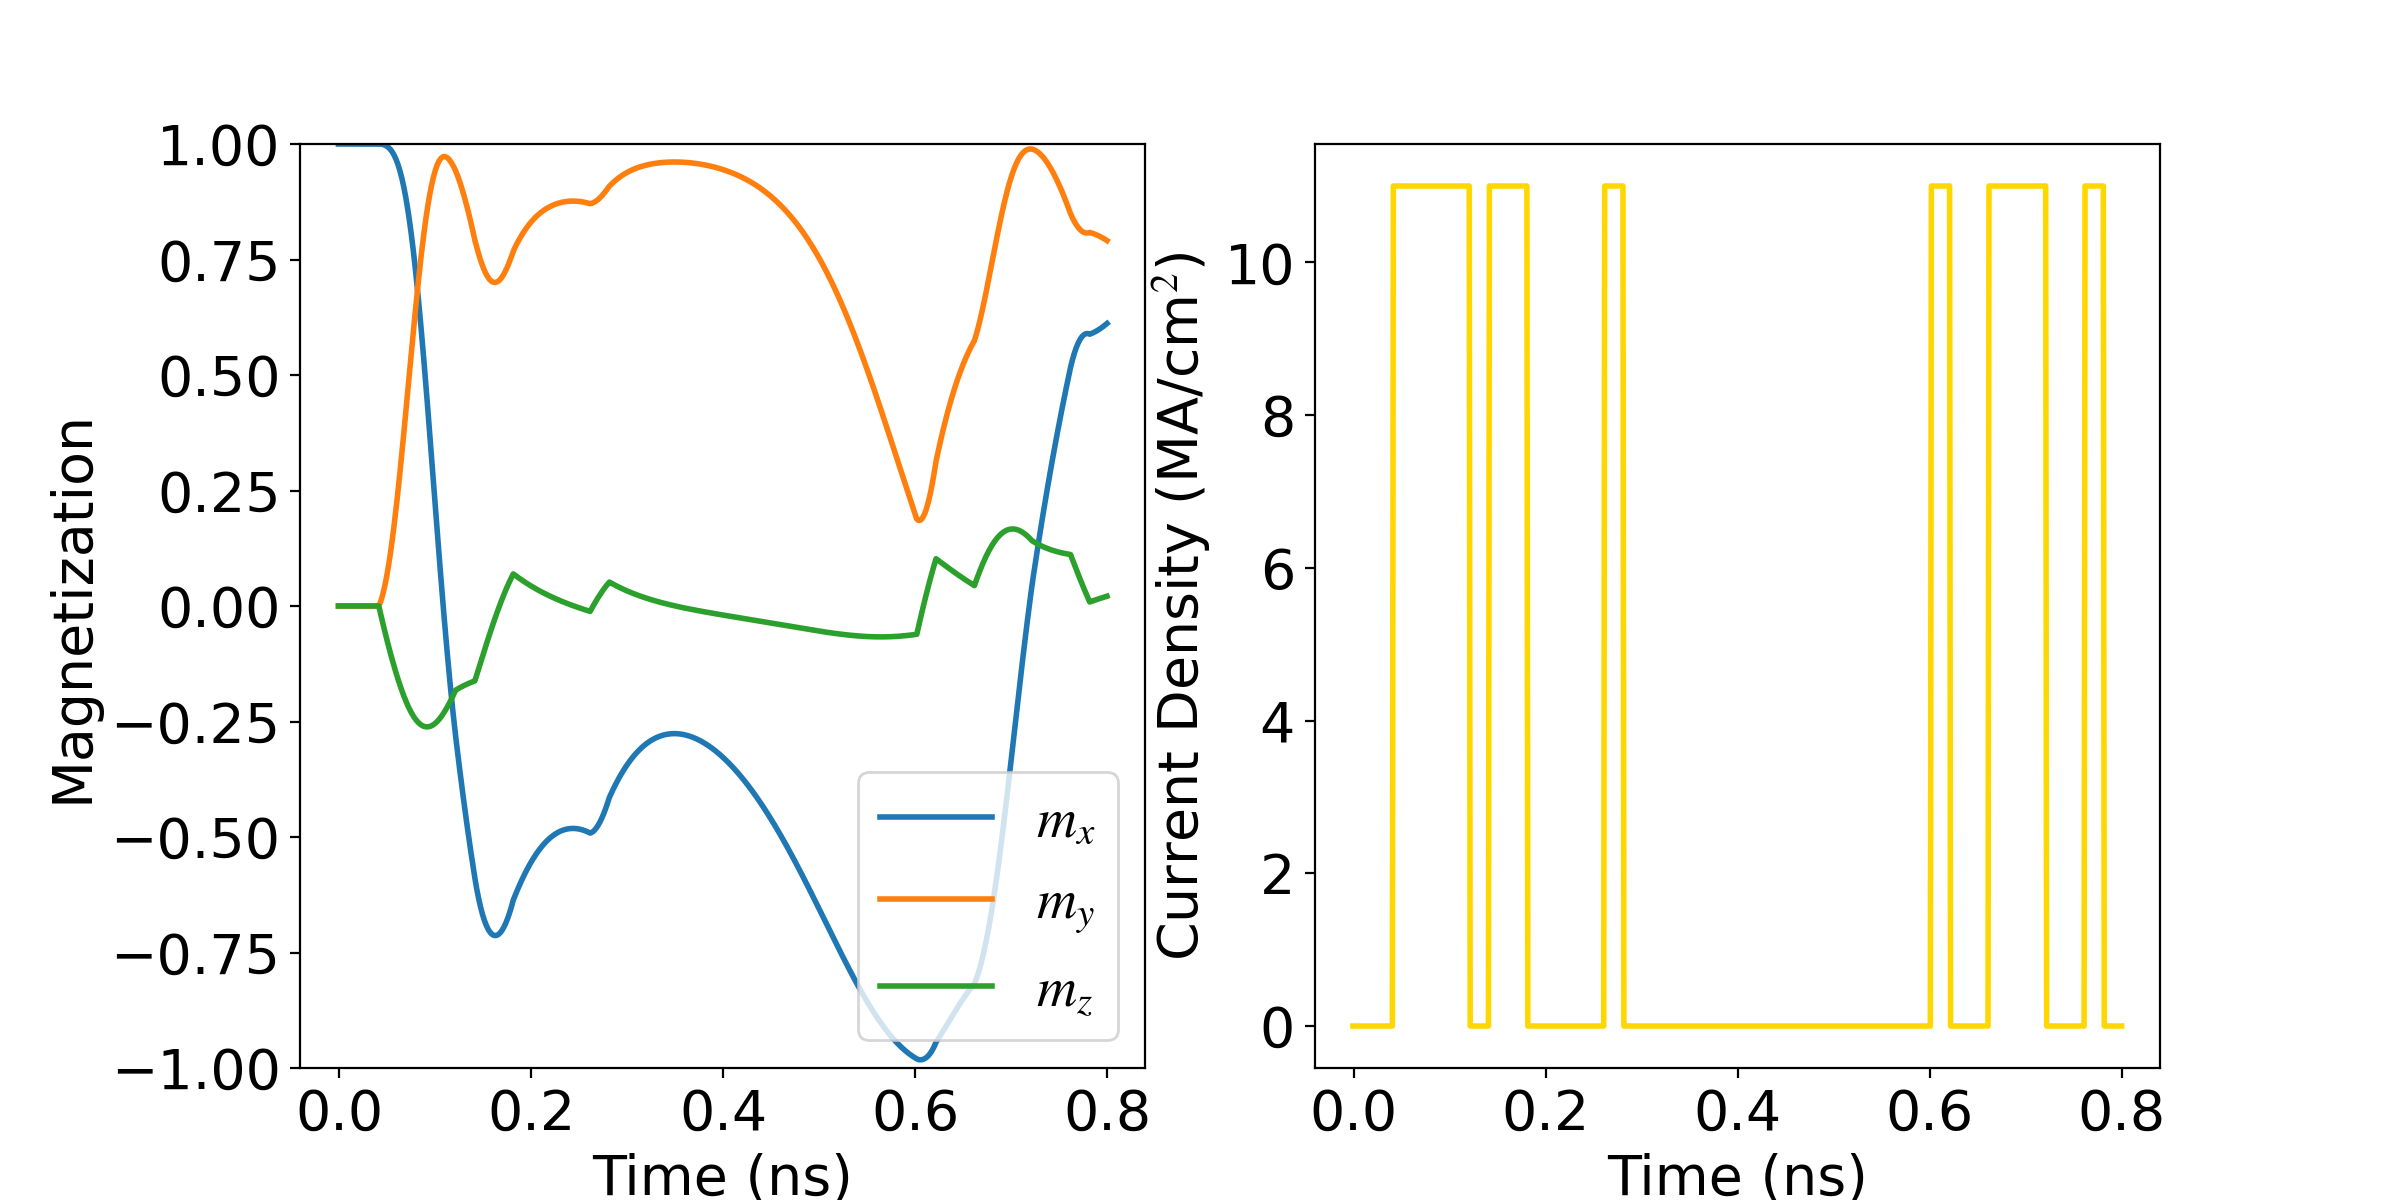 1.00
0.75
0.50
0.25
0.00
−0.25
−0.50
−0.75
−1.00
Magnetization
0.0 0.2 0.4 0.6 0.8
Time (ns)
m_x
m_y
m_z
Current Density (MA/cm²)
10
8
6
4
2
0
0.0 0.2 0.4 0.6 0.8
Time (ns)